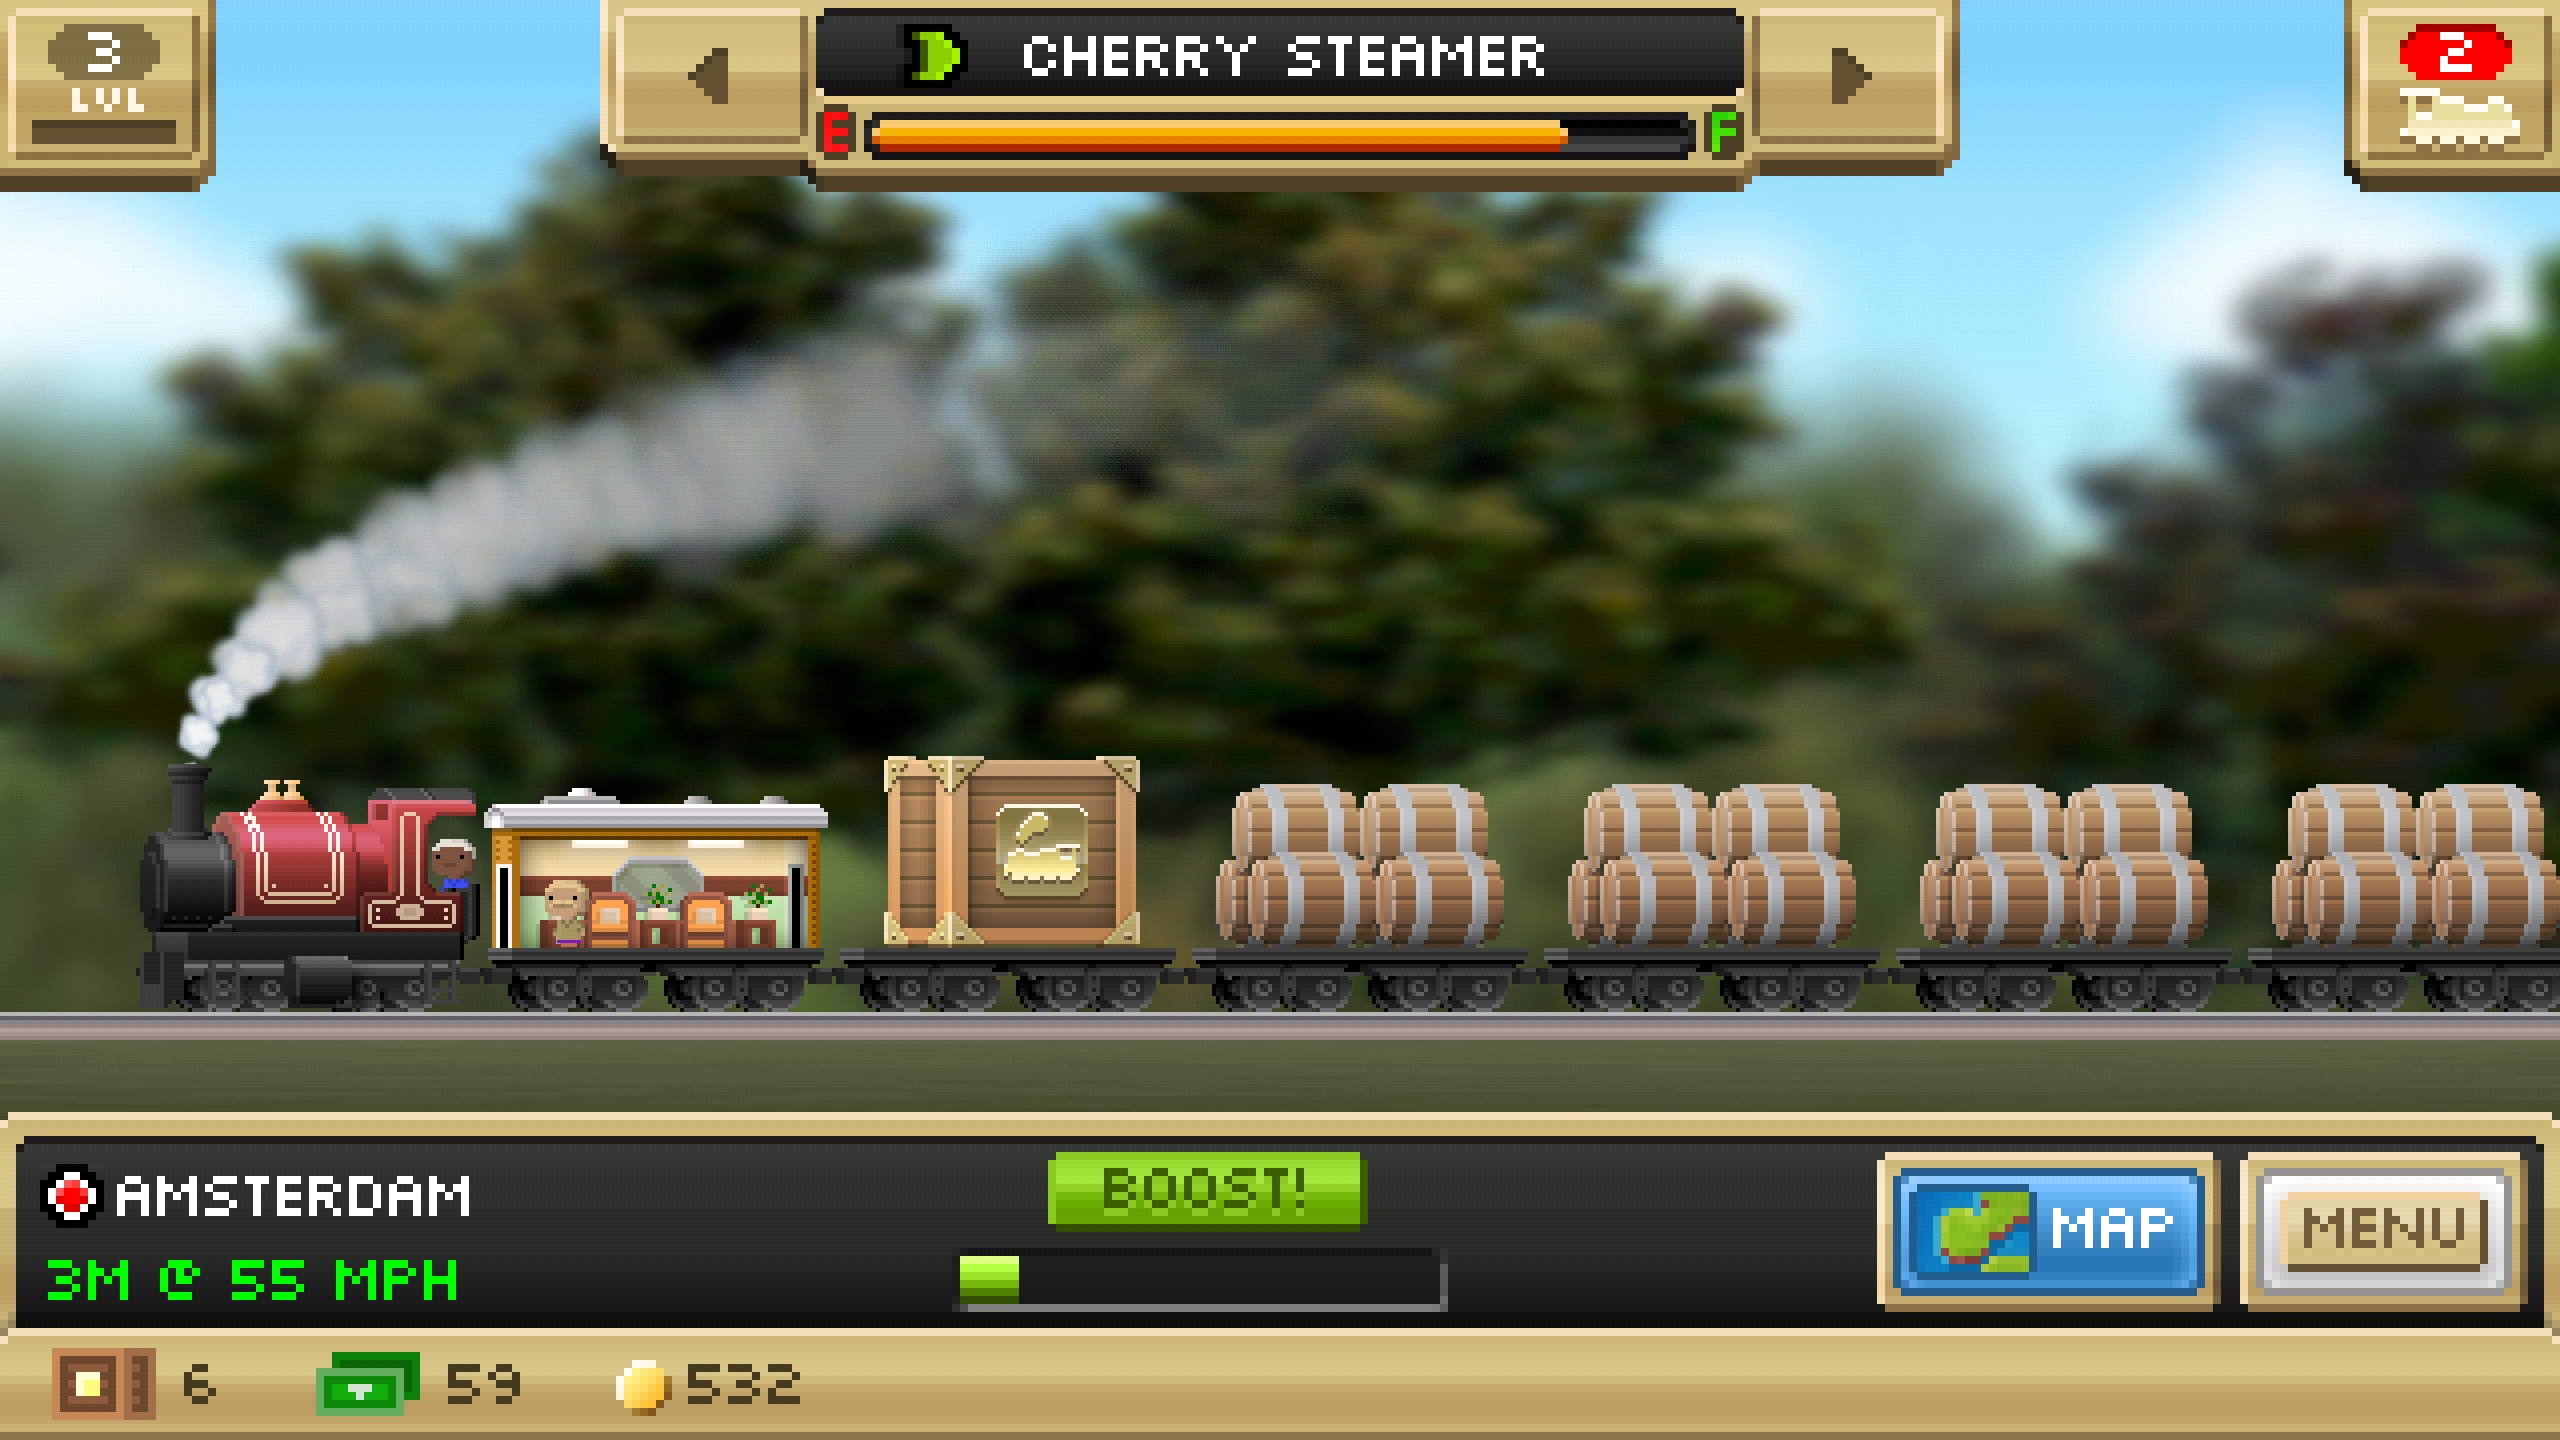 3
LVL
CHERRY STEAMER
E
F
2
AMSTERDAM
3M @ 55 MPH
BOOST!
MAP
MENU
6
59
532